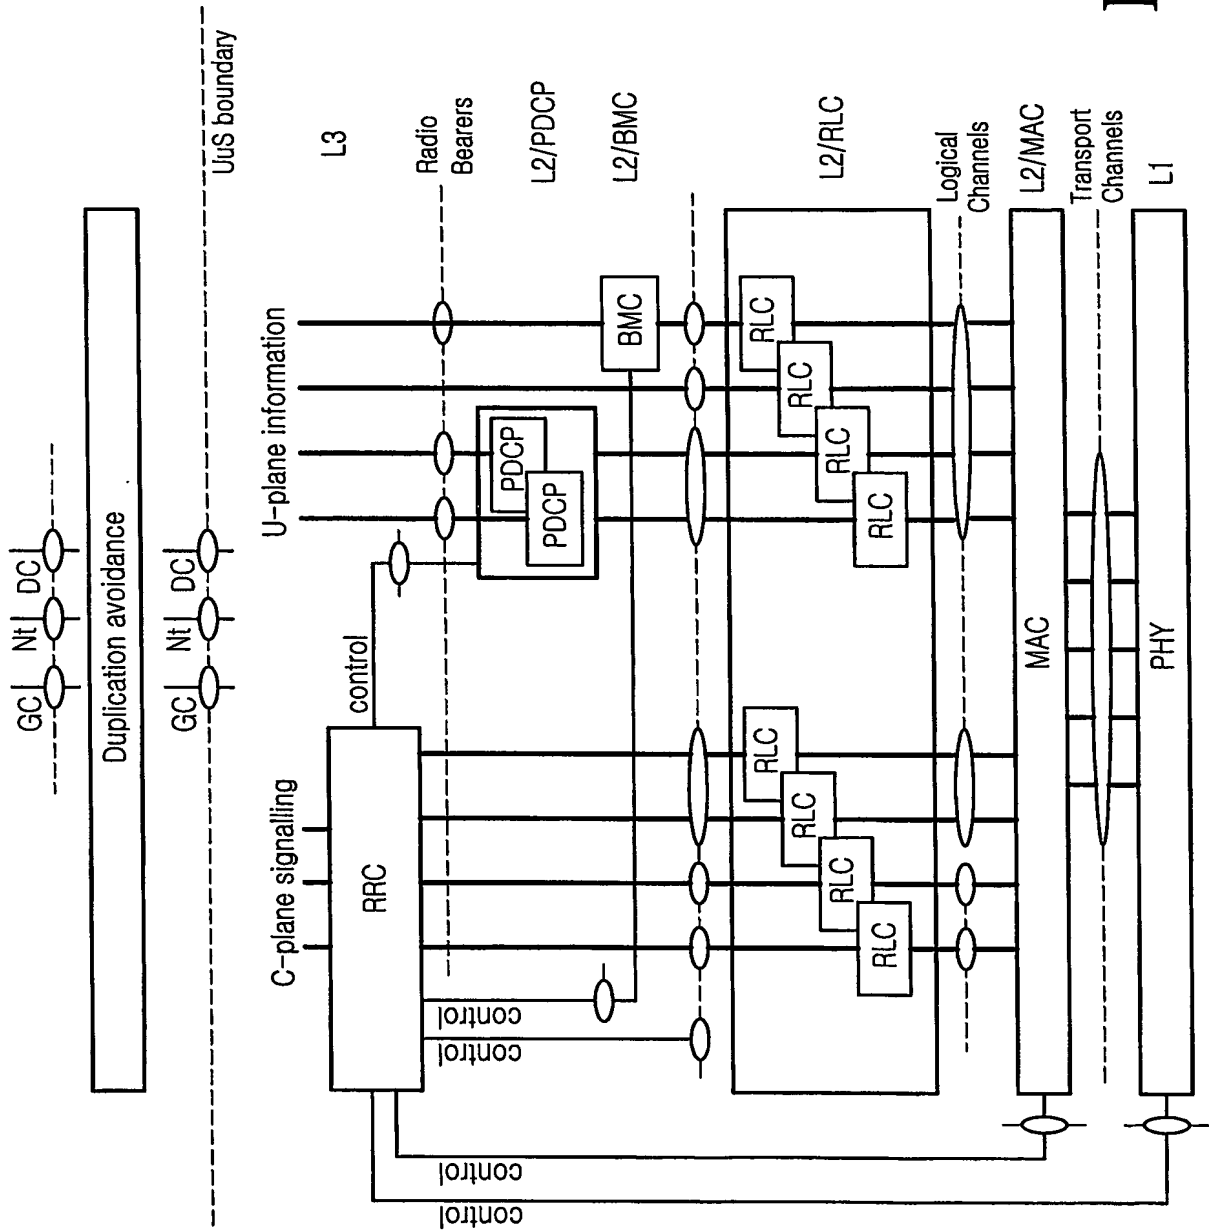 GC
Nt
DC
Duplication avoidance
GC
Nt
DC
UuS boundary
C-plane signalling
U-plane information
L3
RRC
control
Radio
Bearers
PDCP
PDCP
L2/PDCP
control
control
BMC
L2/BMC
RLC
RLC
RLC
RLC
RLC
RLC
RLC
RLC
L2/RLC
Logical
Channels
control
control
MAC
L2/MAC
Transport
Channels
PHY
L1